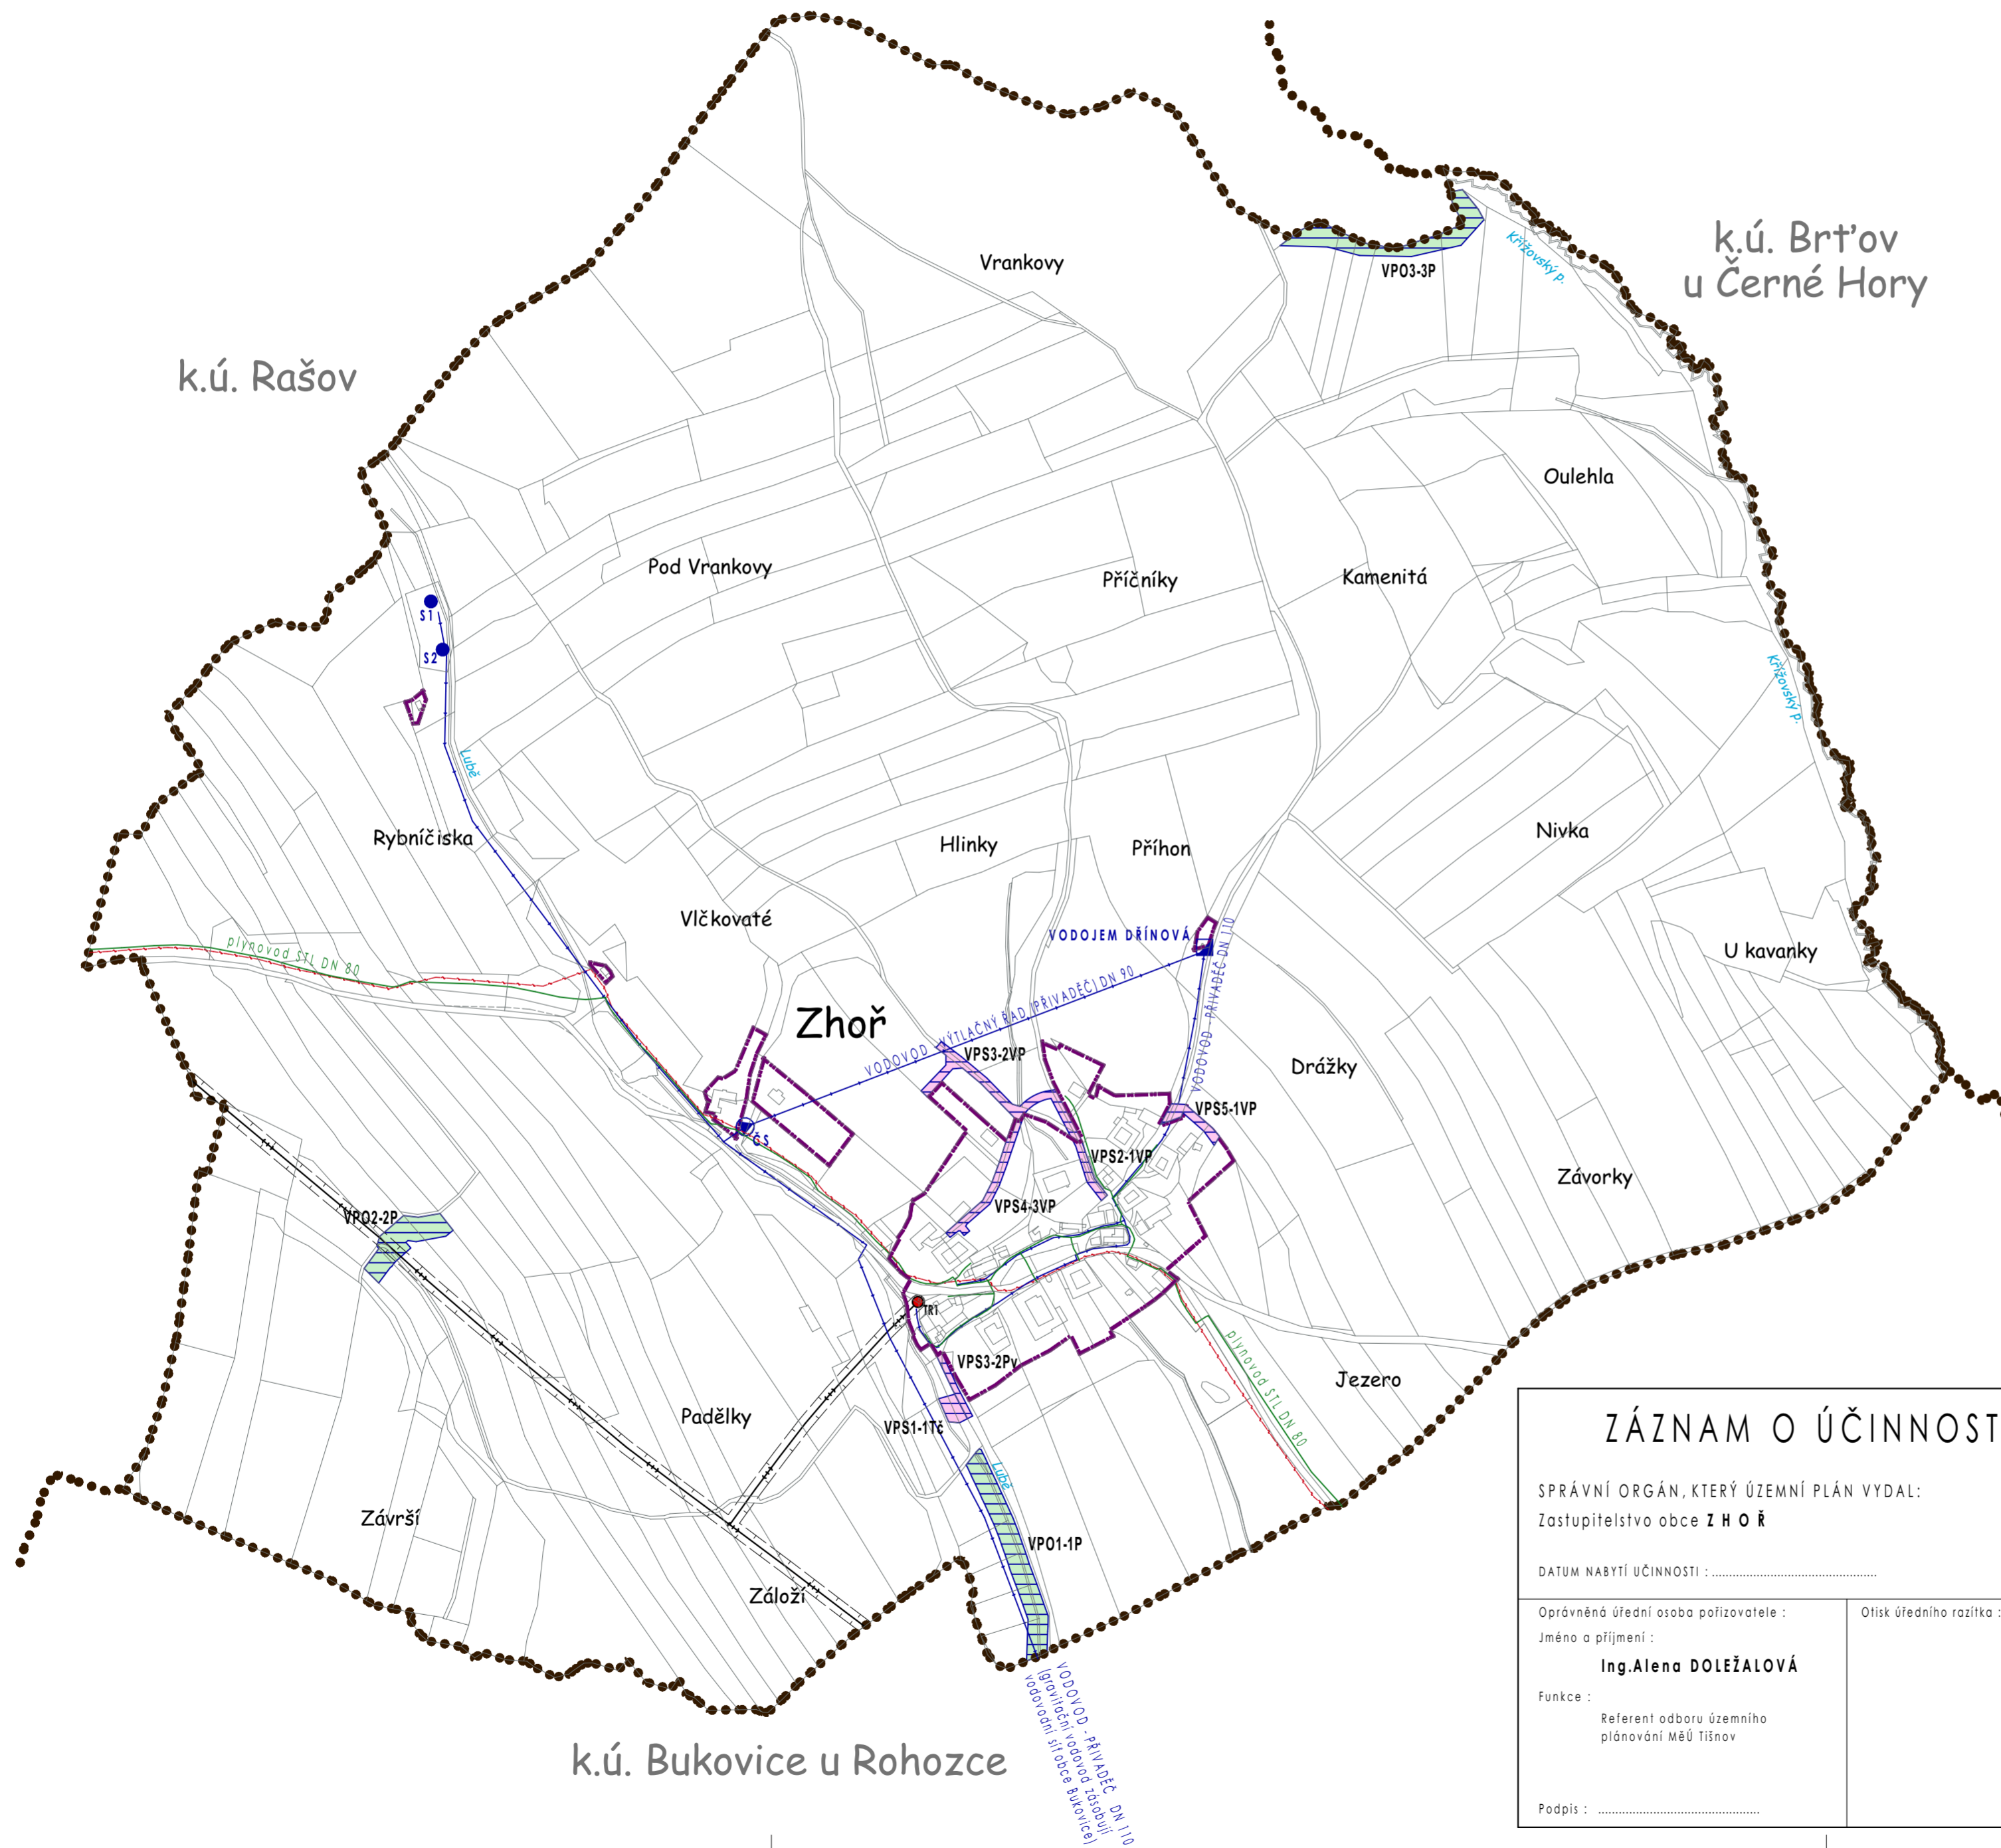 k.ú. Brťov
u Černé Hory
Křížovský p.
VPO3-3P
Vrankovy
k.ú. Rašov
Oulehla
Pod Vrankovy
Příčníky
Kamenitá
S1
S2
Křížovský p.
Lubě
Rybníčiska
Hlinky
Příhon
Nivka
Vlčkovaté
VODOJEM DŘÍNOVÁ
U kavanky
plynovod STL DN 80
VODOVOD - VÝTLAČNÝ ŘAD (PŘIVADĚČ) DN 90
VODOVOD - PŘIVADĚČ DN 110
Zhoř
VPS3-2VP
Drážky
VPS5-1VP
ČS
VPS2-1VP
Závorky
VPS4-3VP
VPO2-2P
TR1
VPS3-2Pv
Jezero
plynovod STL DN 80
Padělky
VPS1-1Tč
Lubě
Závrší
VPO1-1P
Záloží
VODOVOD - PŘIVADĚČ DN 110
(gravitační vodovod zásobující
vodovodní síť obce Bukovice)
k.ú. Bukovice u Rohozce
ZÁZNAM O ÚČINNOST
SPRÁVNÍ ORGÁN, KTERÝ ÚZEMNÍ PLÁN VYDAL:
Zastupitelstvo obce Z H O Ř
DATUM NABYTÍ UČINNOSTI : ................................................
Oprávněná úřední osoba pořizovatele :
Jméno a příjmení :
Ing.Alena DOLEŽALOVÁ
Funkce :
Referent odboru územního
plánování MěÚ Tišnov
Podpis : ...............................................
Otisk úředního razítka :